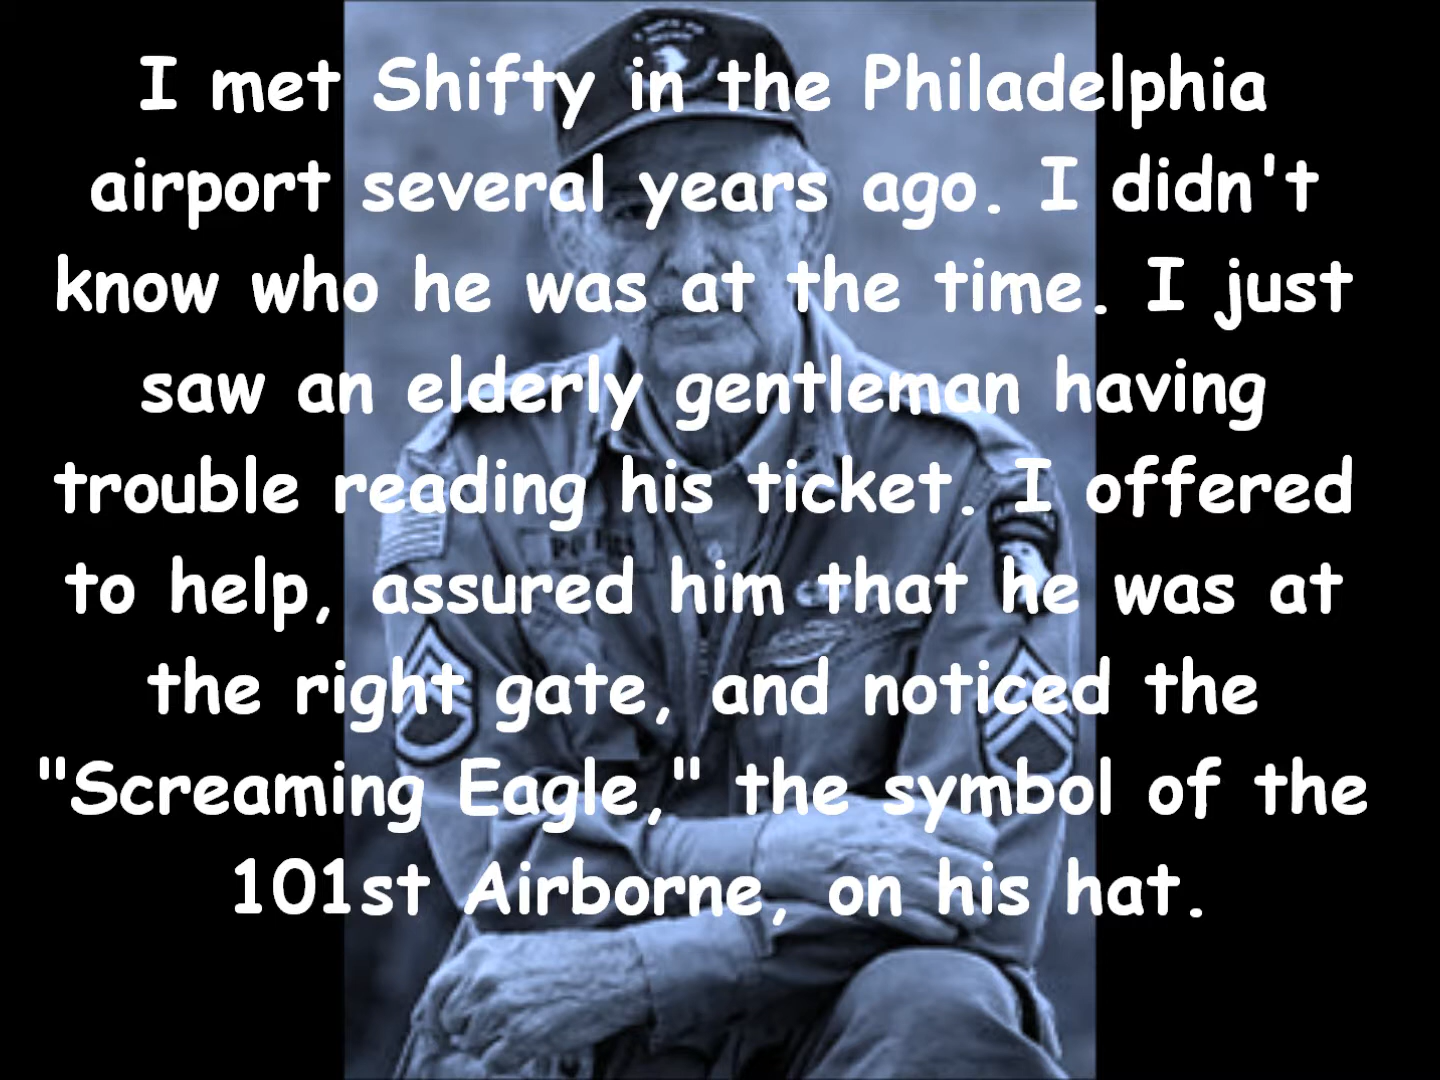 I met Shifty in the Philadelphia
airport several years ago. I didn't
know who he was at the time. I just
saw an elderly gentleman having
trouble reading his ticket. I offered
to help, assured him that he was at
the right gate, and noticed the
"Screaming Eagle," the symbol of the
101st Airborne, on his hat.